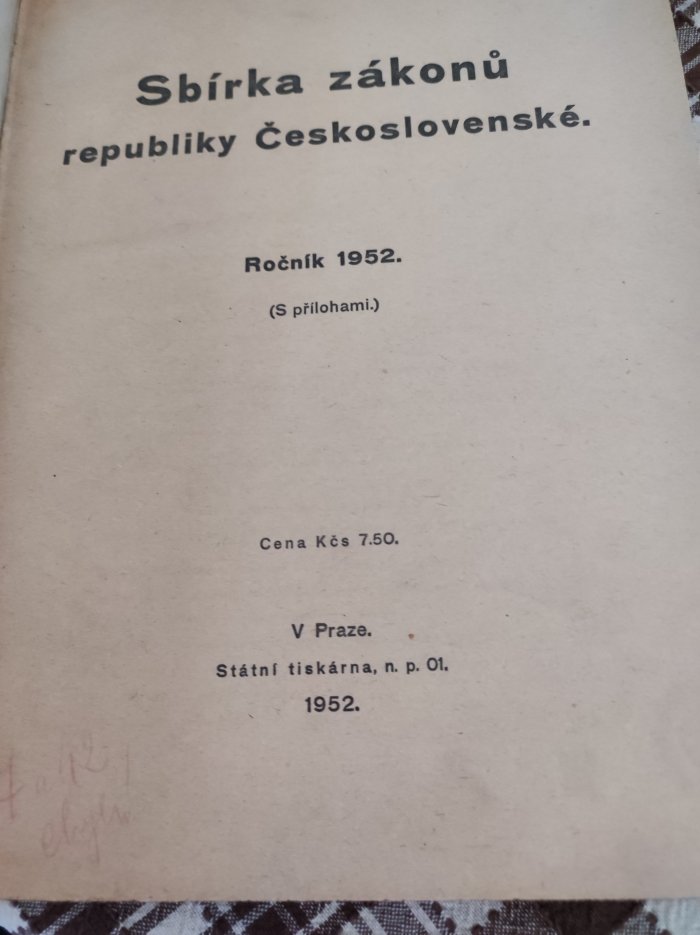 Sbírka zákonů
republiky Československé.
Ročník 1952.
(S přílohami.)
Cena Kčs 7.50.
V Praze.
Státní tiskárna, n. p. 01.
1952.